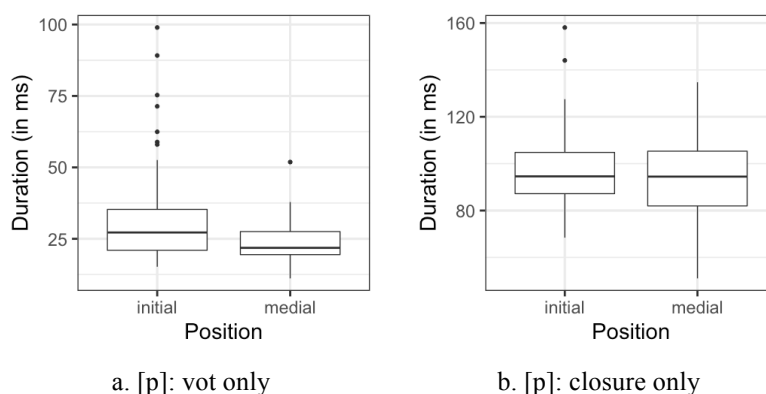 100
75
50
25
Duration (in ms)
initial medial
Position
a. [p]: vot only
160
120
80
Duration (in ms)
initial medial
Position
b. [p]: closure only